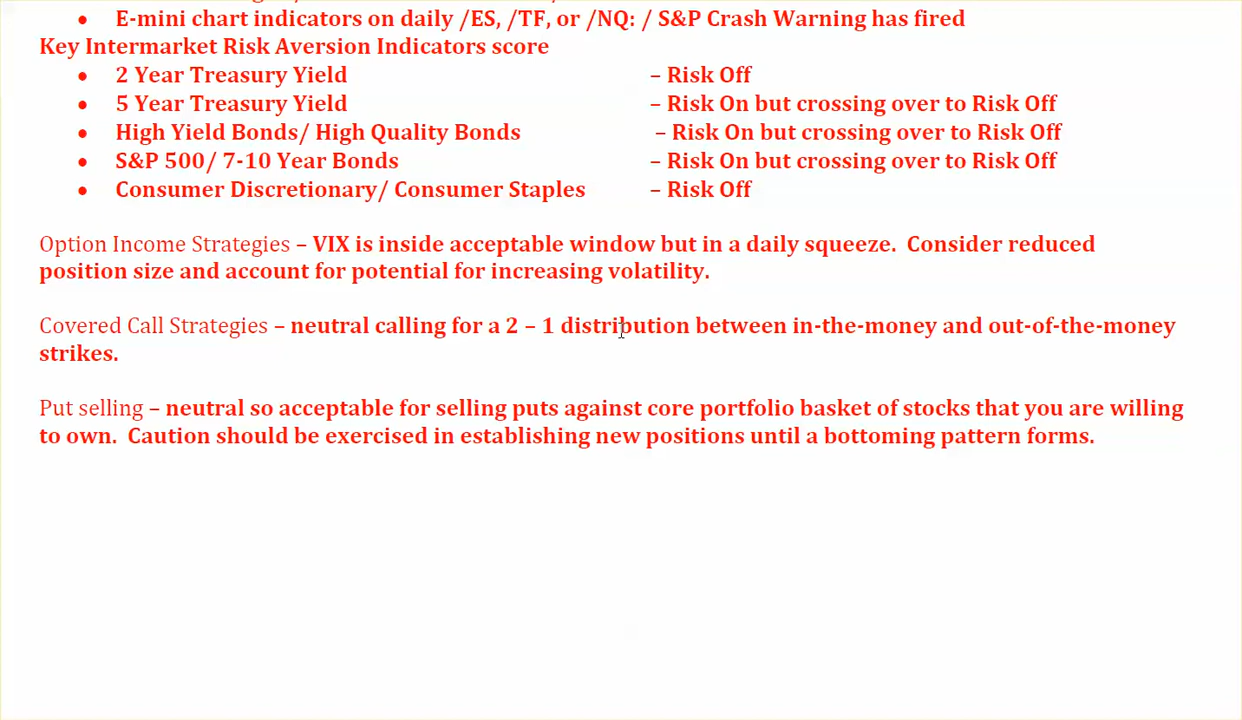 • E-mini chart indicators on daily /ES, /TF, or /NQ: / S&P Crash Warning has fired
Key Intermarket Risk Aversion Indicators score
• 2 Year Treasury Yield – Risk Off
• 5 Year Treasury Yield – Risk On but crossing over to Risk Off
• High Yield Bonds/ High Quality Bonds – Risk On but crossing over to Risk Off
• S&P 500/ 7-10 Year Bonds – Risk On but crossing over to Risk Off
• Consumer Discretionary/ Consumer Staples – Risk Off
Option Income Strategies – VIX is inside acceptable window but in a daily squeeze. Consider reduced
position size and account for potential for increasing volatility.
Covered Call Strategies – neutral calling for a 2 – 1 distribution between in-the-money and out-of-the-money
strikes.
Put selling – neutral so acceptable for selling puts against core portfolio basket of stocks that you are willing
to own. Caution should be exercised in establishing new positions until a bottoming pattern forms.